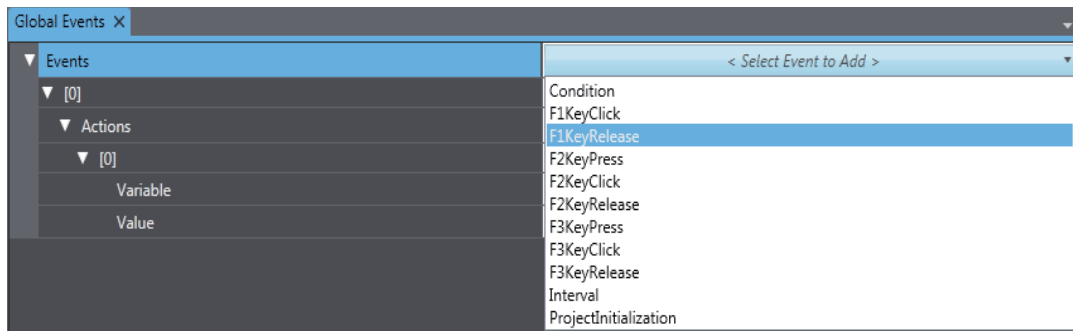 Global Events ×
Events
< Select Event to Add >
[0]
Condition
F1KeyClick
Actions
F1KeyRelease
[0]
F2KeyPress
F2KeyClick
Variable
F2KeyRelease
Value
F3KeyPress
F3KeyClick
F3KeyRelease
Interval
ProjectInitialization